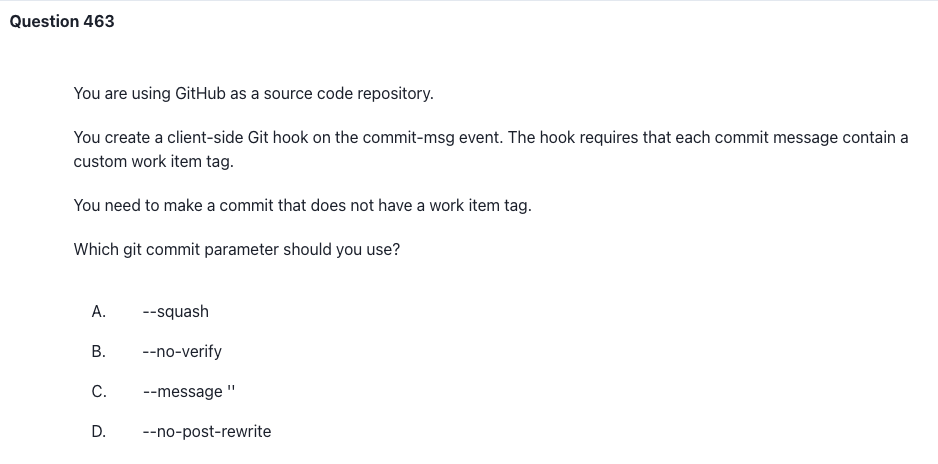 Question 463
You are using GitHub as a source code repository.
You create a client-side Git hook on the commit-msg event. The hook requires that each commit message contain a
custom work item tag.
You need to make a commit that does not have a work item tag.
Which git commit parameter should you use?
A. --squash
B. --no-verify
C. --message ''
D. --no-post-rewrite